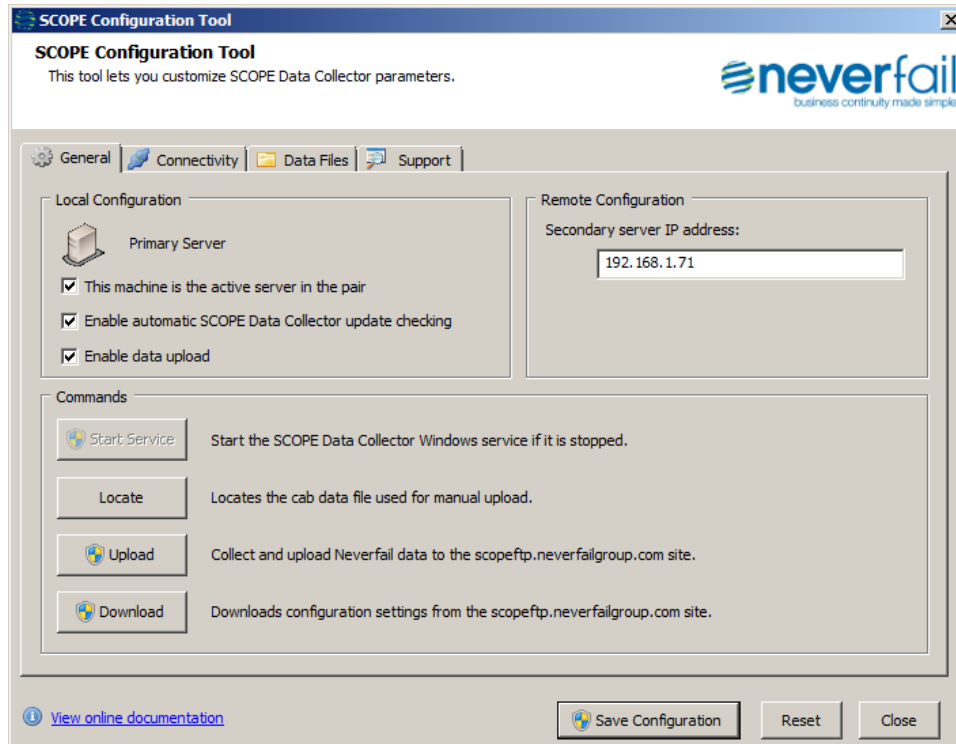 SCOPE Configuration Tool
SCOPE Configuration Tool
This tool lets you customize SCOPE Data Collector parameters.
neverfail
business continuity made simple
General
Connectivity
Data Files
Support
Local Configuration
Primary Server
This machine is the active server in the pair
Enable automatic SCOPE Data Collector update checking
Enable data upload
Remote Configuration
Secondary server IP address:
192.168.1.71
Commands
Start Service
Start the SCOPE Data Collector Windows service if it is stopped.
Locate
Locates the cab data file used for manual upload.
Upload
Collect and upload Neverfail data to the scopeftp.neverfailgroup.com site.
Download
Downloads configuration settings from the scopeftp.neverfailgroup.com site.
View online documentation
Save Configuration
Reset
Close